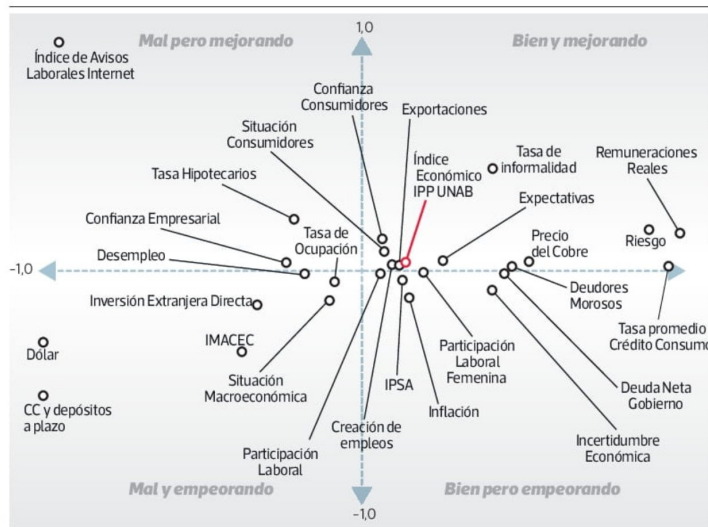 1,0
Mal pero mejorando
Bien y mejorando
Índice de Avisos
Laborales Internet
Confianza
Consumidores
Exportaciones
Situación
Consumidores
Índice
Económico
IPP UNAB
Tasa de
informalidad
Remuneraciones
Reales
Tasa Hipotecarios
Expectativas
Confianza Empresarial
Tasa de
Ocupación
Precio
del Cobre
Riesgo
Desempleo
-1,0
Inversión Extranjera Directa
Deudores
Morosos
Dólar
IMACEC
Tasa promedio
Crédito Consumo
Situación
Macroeconómica
IPSA
Participación
Laboral
Femenina
CC y depósitos
a plazo
Inflación
Deuda Neta
Gobierno
Creación de
empleos
Participación
Laboral
Incertidumbre
Económica
Mal y empeorando
Bien pero empeorando
-1,0